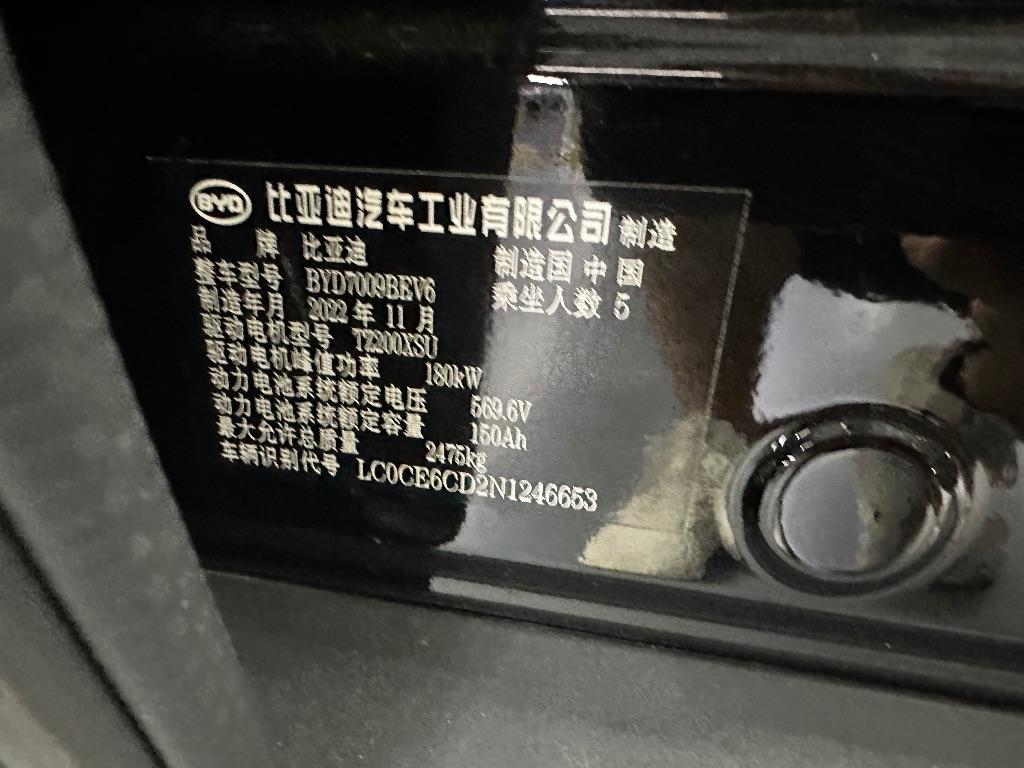 BYD 比亚迪汽车工业有限公司 制造
品 牌 比亚迪 制造国 中国
整车型号 BYD7009BEV6 乘坐人数 5
制造年月 2022 年 11 月
驱动电机型号 TZ200XSU
驱动电机峰值功率 180kW
动力电池系统额定电压 569.6V
动力电池系统额定容量 150Ah
最大允许总质量 2475kg
车辆识别代号 LC0CE6CD2N1246653